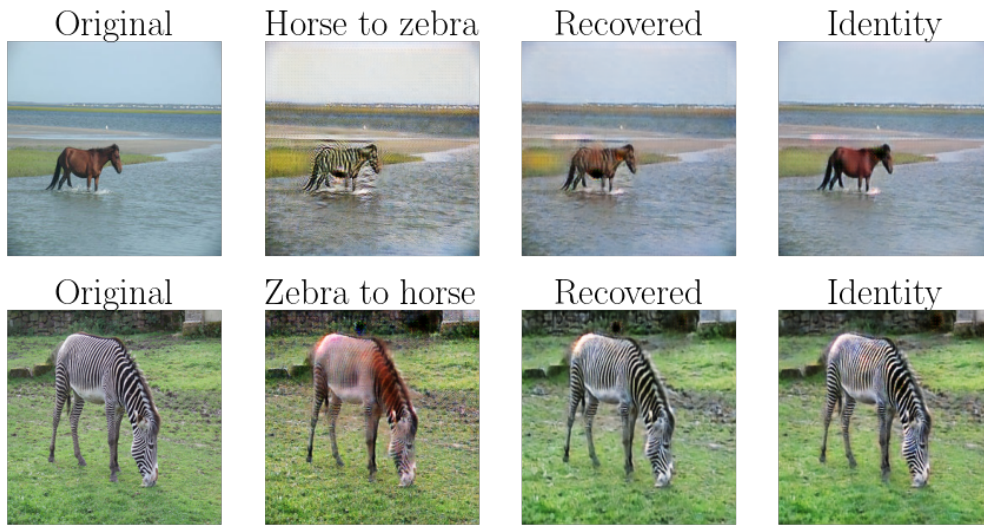 Original Horse to zebra Recovered Identity
Original Zebra to horse Recovered Identity